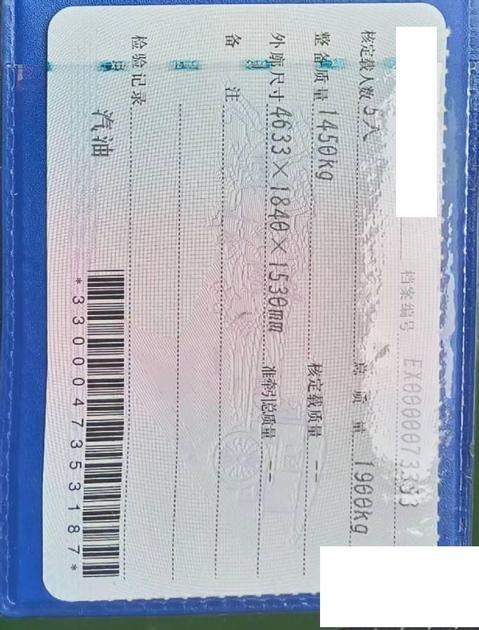 档案编号 EX0000073393
核定载人数 5人 总质量 1900kg
整备质量 1450kg 核定载质量 --
外廓尺寸 4633×1840×1530mm 准牵引总质量 --
备注
检验记录
汽油
*3300047353187*